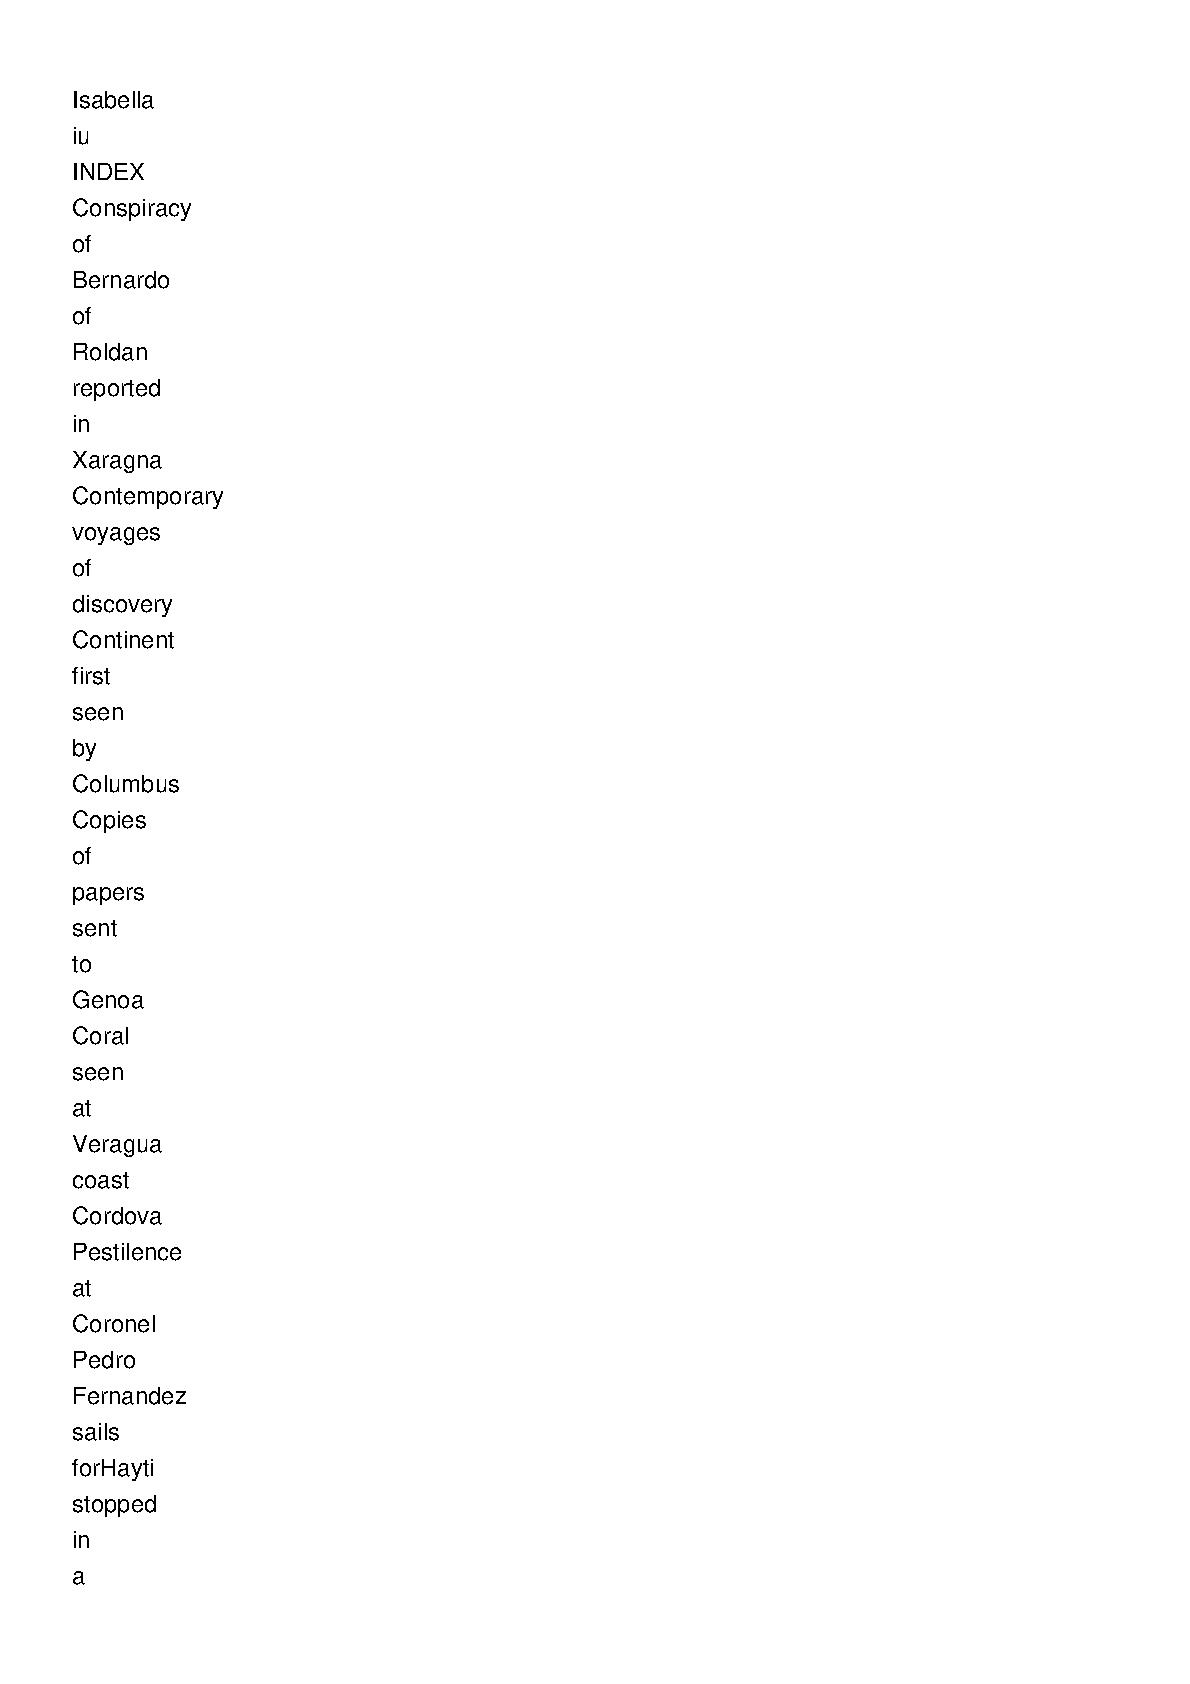 Isabella
iu
INDEX
Conspiracy
of
Bernardo
of
Roldan
reported
in
Xaragna
Contemporary
voyages
of
discovery
Continent
first
seen
by
Columbus
Copies
of
papers
sent
to
Genoa
Coral
seen
at
Veragua
coast
Cordova
Pestilence
at
Coronel
Pedro
Fernandez
sails
forHayti
stopped
in
a